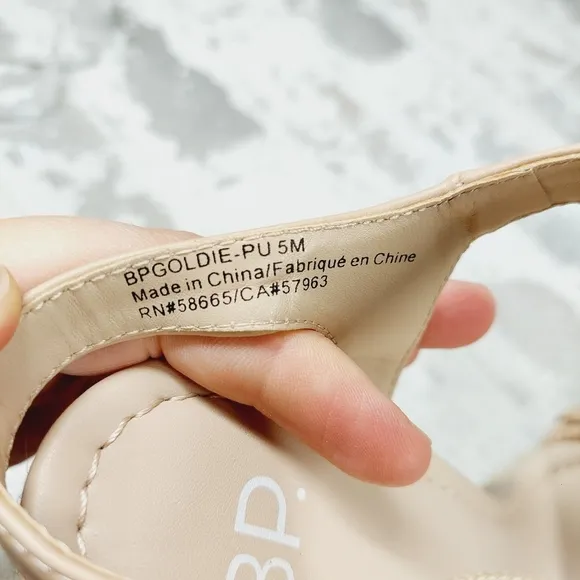 BPGOLDIE-PU 5M
Made in China/Fabriqué en Chine
RN#58665/CA#57963
BP.